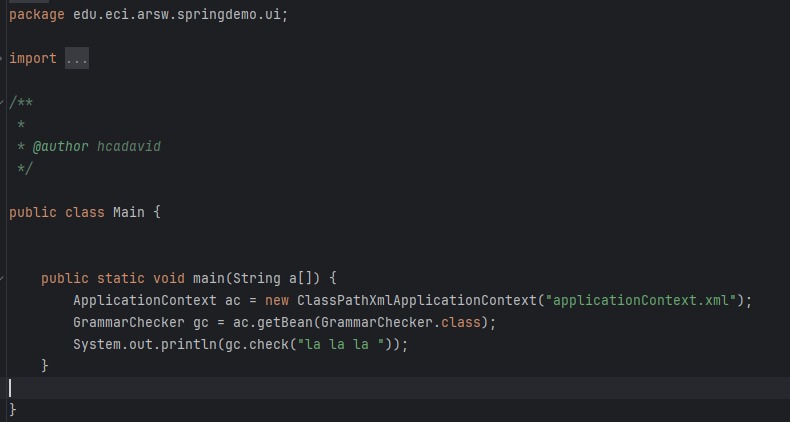 package edu.eci.arsw.springdemo.ui;
import ...
/**
*
* @author hcadavid
*/
public class Main {
public static void main(String a[]) {
ApplicationContext ac = new ClassPathXmlApplicationContext("applicationContext.xml");
GrammarChecker gc = ac.getBean(GrammarChecker.class);
System.out.println(gc.check("la la la "));
}
}